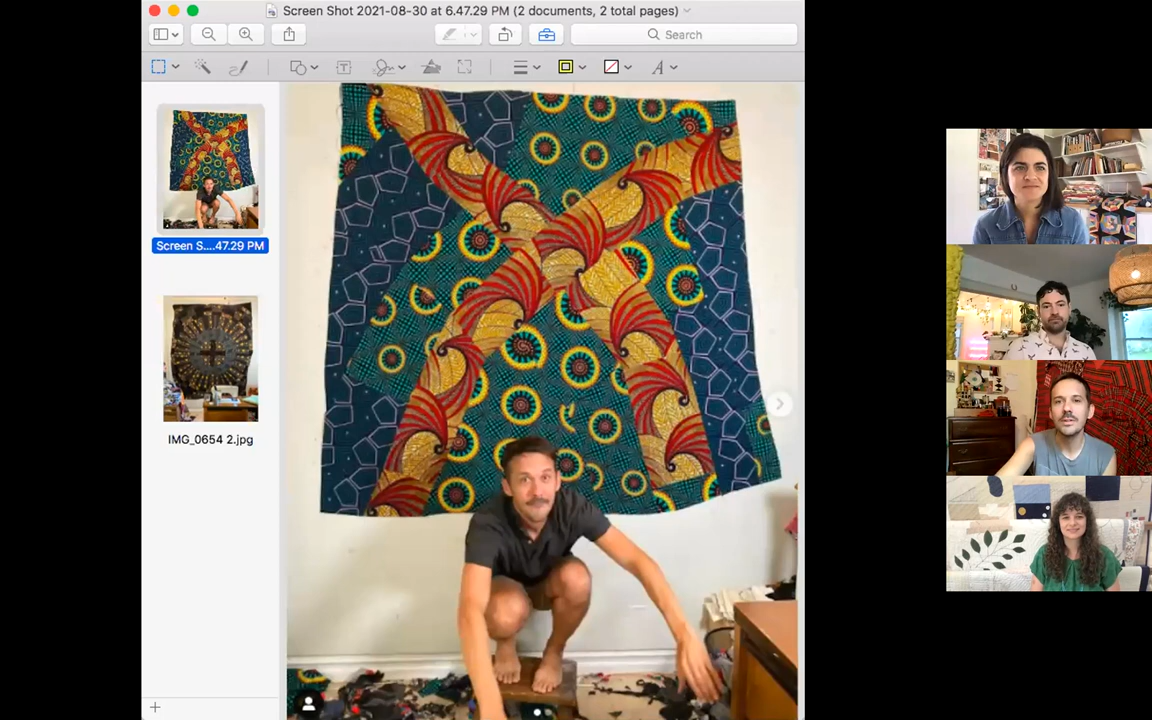 Screen Shot 2021-08-30 at 6.47.29 PM (2 documents, 2 total pages)
Search
Screen S....47.29 PM
IMG_0654 2.jpg